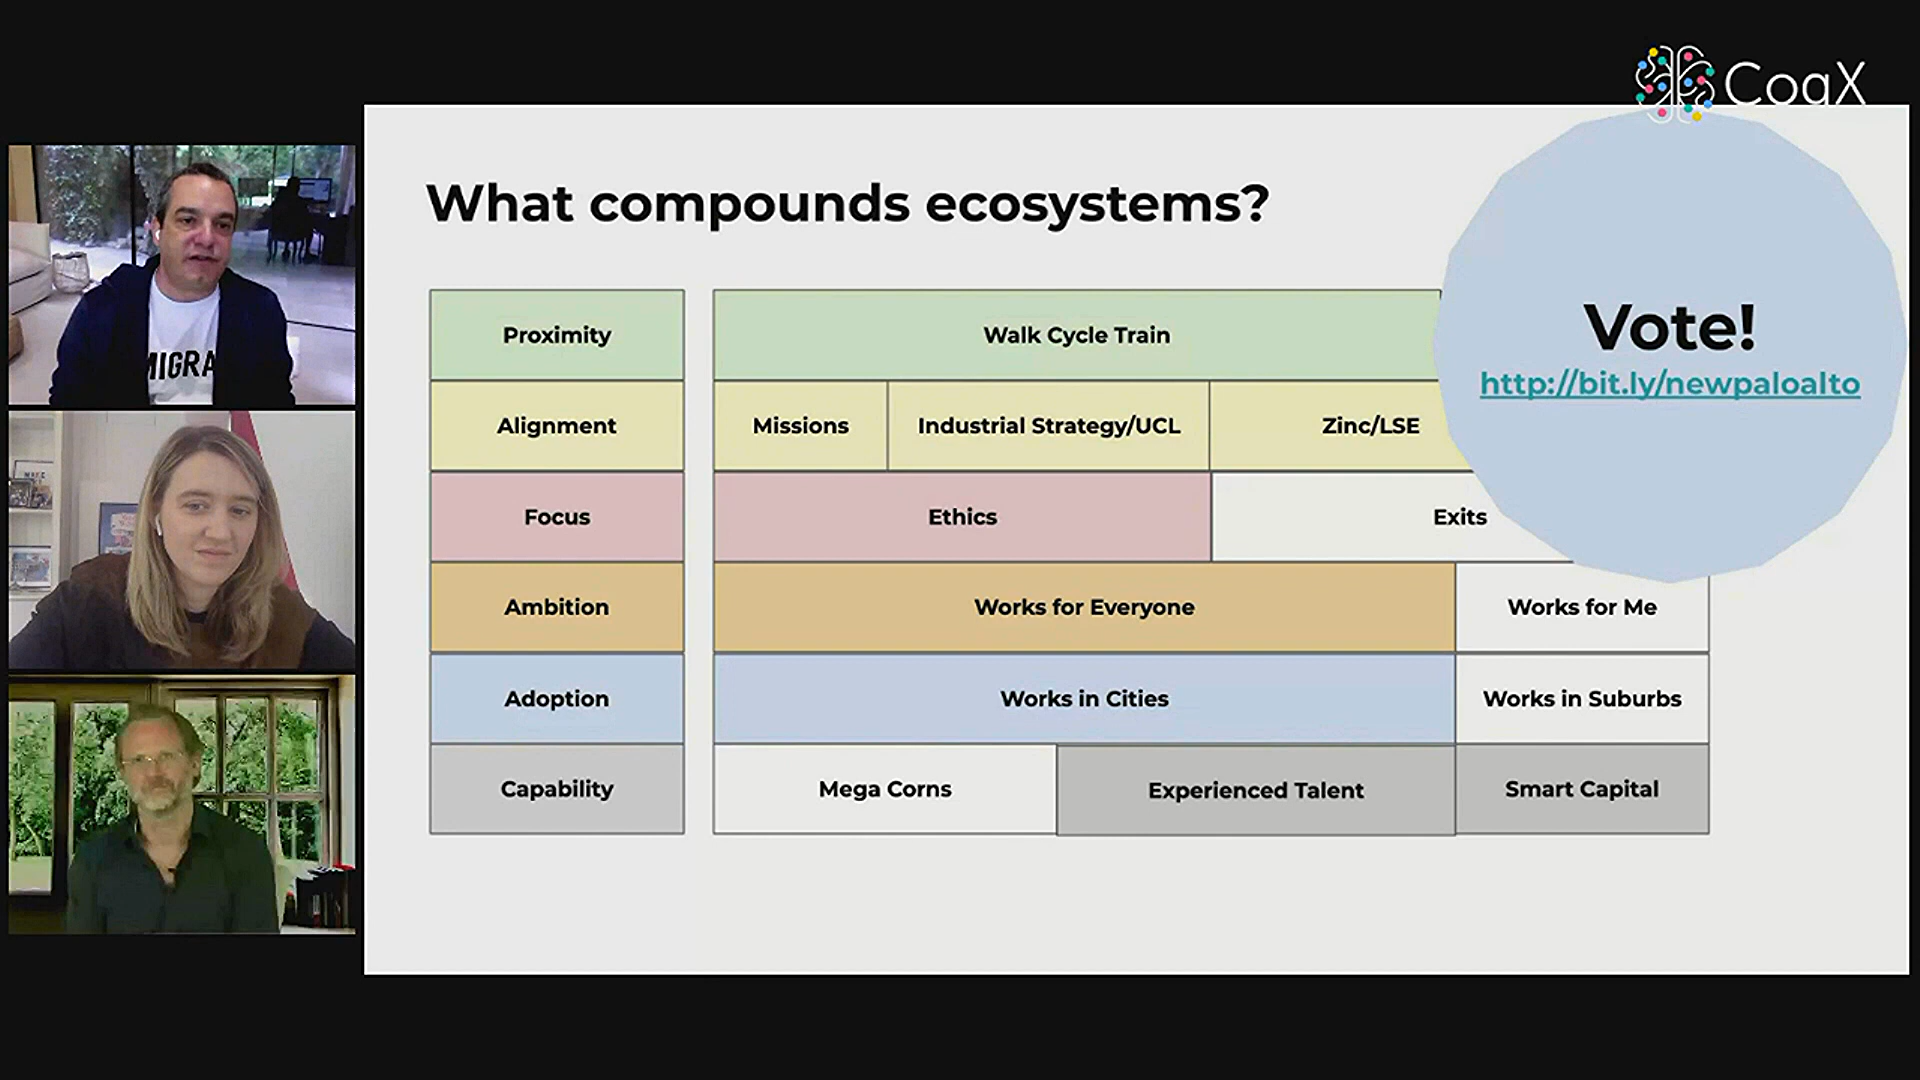 CogX
What compounds ecosystems?
Vote!
http://bit.ly/newpaloalto
Proximity
Walk Cycle Train
Alignment
Missions
Industrial Strategy/UCL
Zinc/LSE
Focus
Ethics
Exits
Ambition
Works for Everyone
Works for Me
Adoption
Works in Cities
Works in Suburbs
Capability
Mega Corns
Experienced Talent
Smart Capital
MIGRA